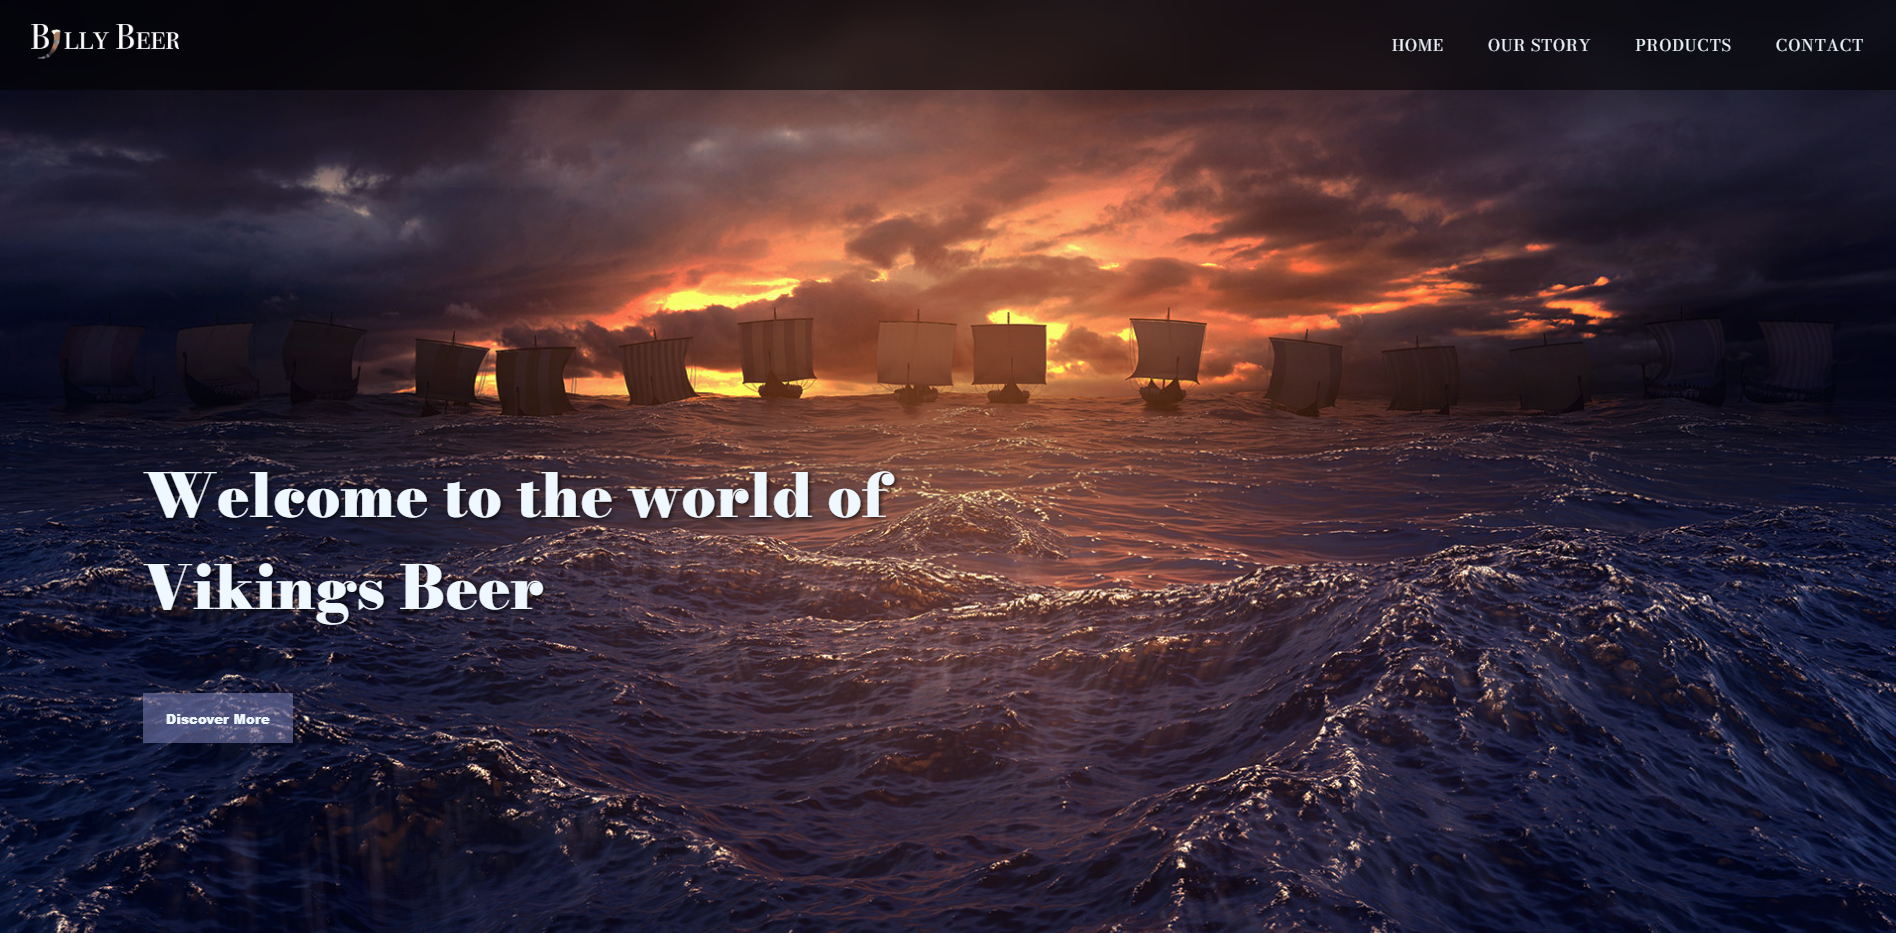 Billy Beer
HOME OUR STORY PRODUCTS CONTACT
Welcome to the world of
Vikings Beer
Discover More